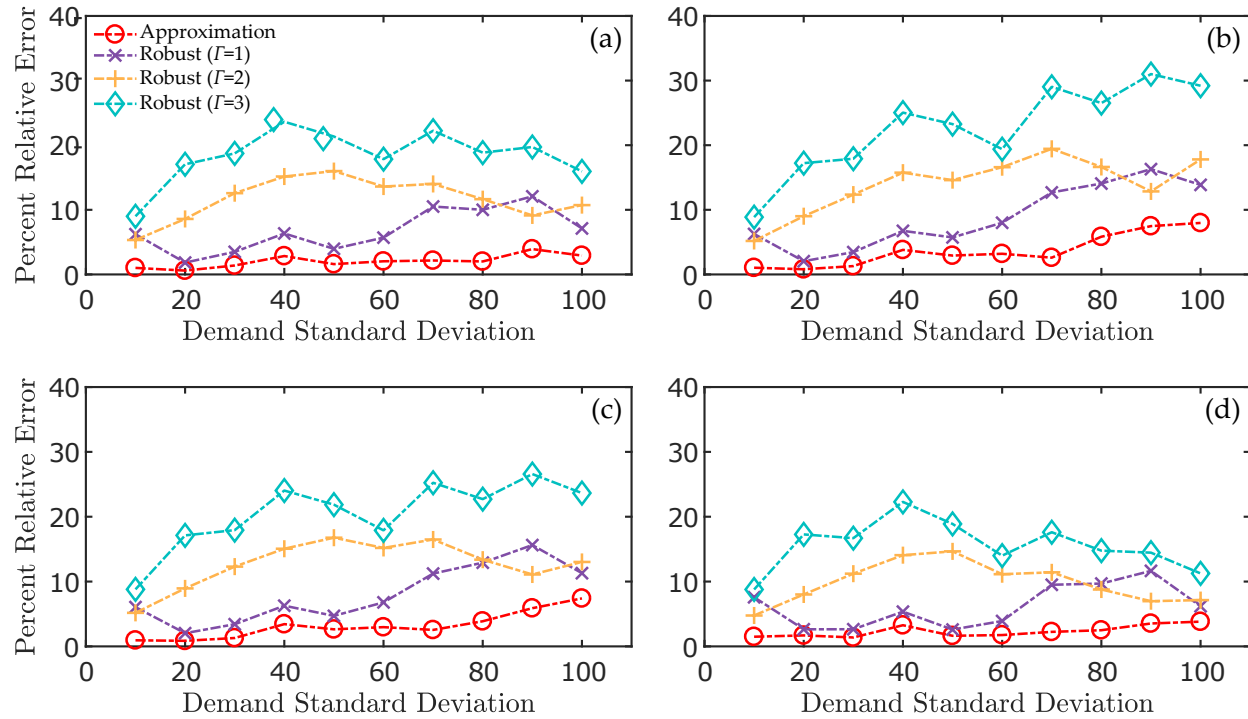 Percent Relative Error
40
30
20
10
0
Approximation
Robust (Γ=1)
Robust (Γ=2)
Robust (Γ=3)
(a)
0 20 40 60 80 100
Demand Standard Deviation
40
30
20
10
0
(b)
0 20 40 60 80 100
Demand Standard Deviation
Percent Relative Error
40
30
20
10
0
(c)
0 20 40 60 80 100
Demand Standard Deviation
40
30
20
10
0
(d)
0 20 40 60 80 100
Demand Standard Deviation